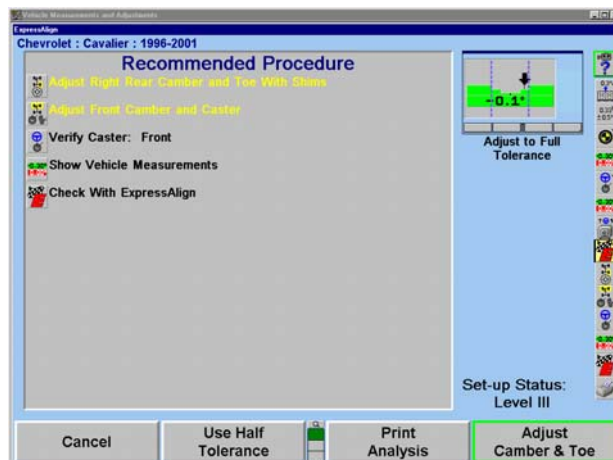 Vehicle Measurements and Adjustments
ExpressAlign
Chevrolet : Cavalier : 1996-2001
Recommended Procedure
Adjust Right Rear Camber and Toe With Shims
Adjust Front Camber and Caster
Verify Caster: Front
Show Vehicle Measurements
Check With ExpressAlign
-0.1°
Adjust to Full
Tolerance
Set-up Status:
Level III
Cancel
Use Half
Tolerance
Print
Analysis
Adjust
Camber & Toe